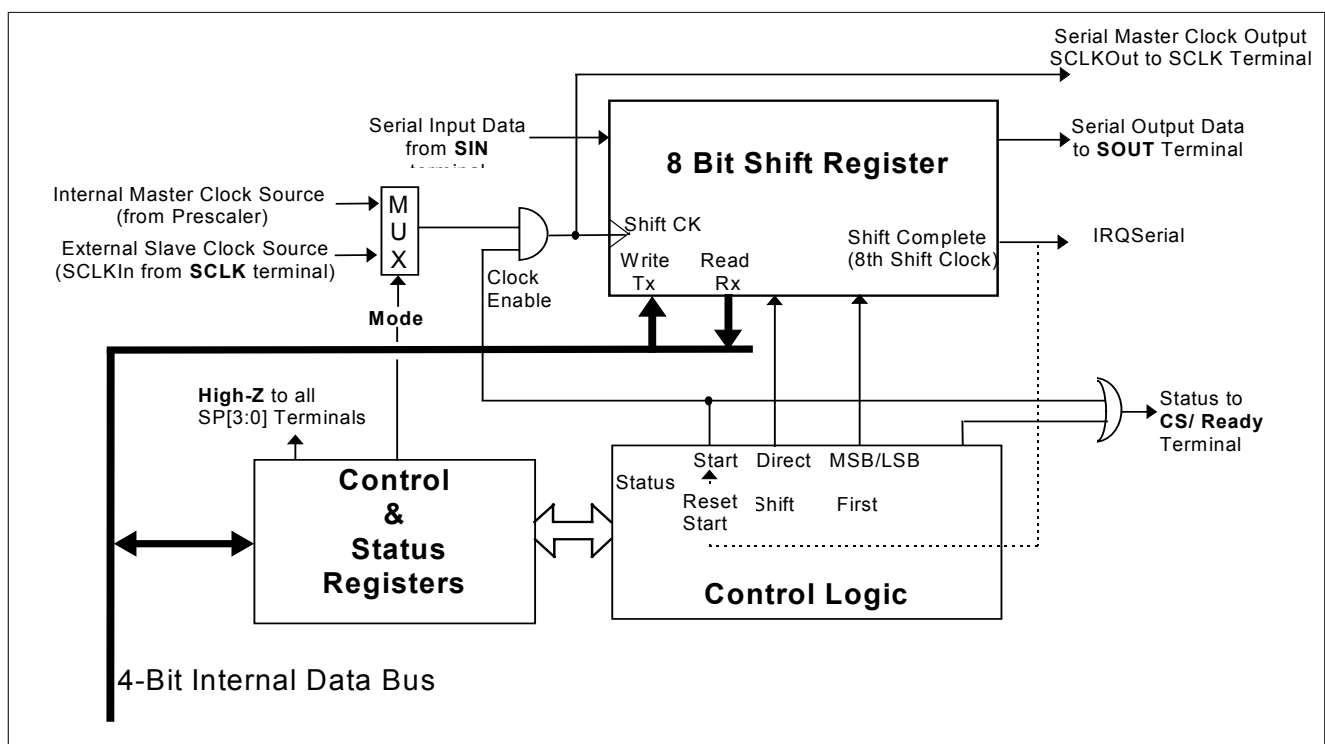 Serial Master Clock Output
SCLKOut to SCLK Terminal
Serial Input Data
from SIN
Serial Output Data
to SOUT Terminal
8 Bit Shift Register
Internal Master Clock Source
(from Prescaler)
M
U
X
External Slave Clock Source
(SCLKIn from SCLK terminal)
Shift CK
Shift Complete
(8th Shift Clock)
IRQSerial
Write
Tx
Read
Rx
Clock
Enable
Mode
High-Z to all
SP[3:0] Terminals
Status to
CS/ Ready
Terminal
Control
&
Status
Registers
Status
Start Direct MSB/LSB
Reset
Start
Shift First
Control Logic
4-Bit Internal Data Bus